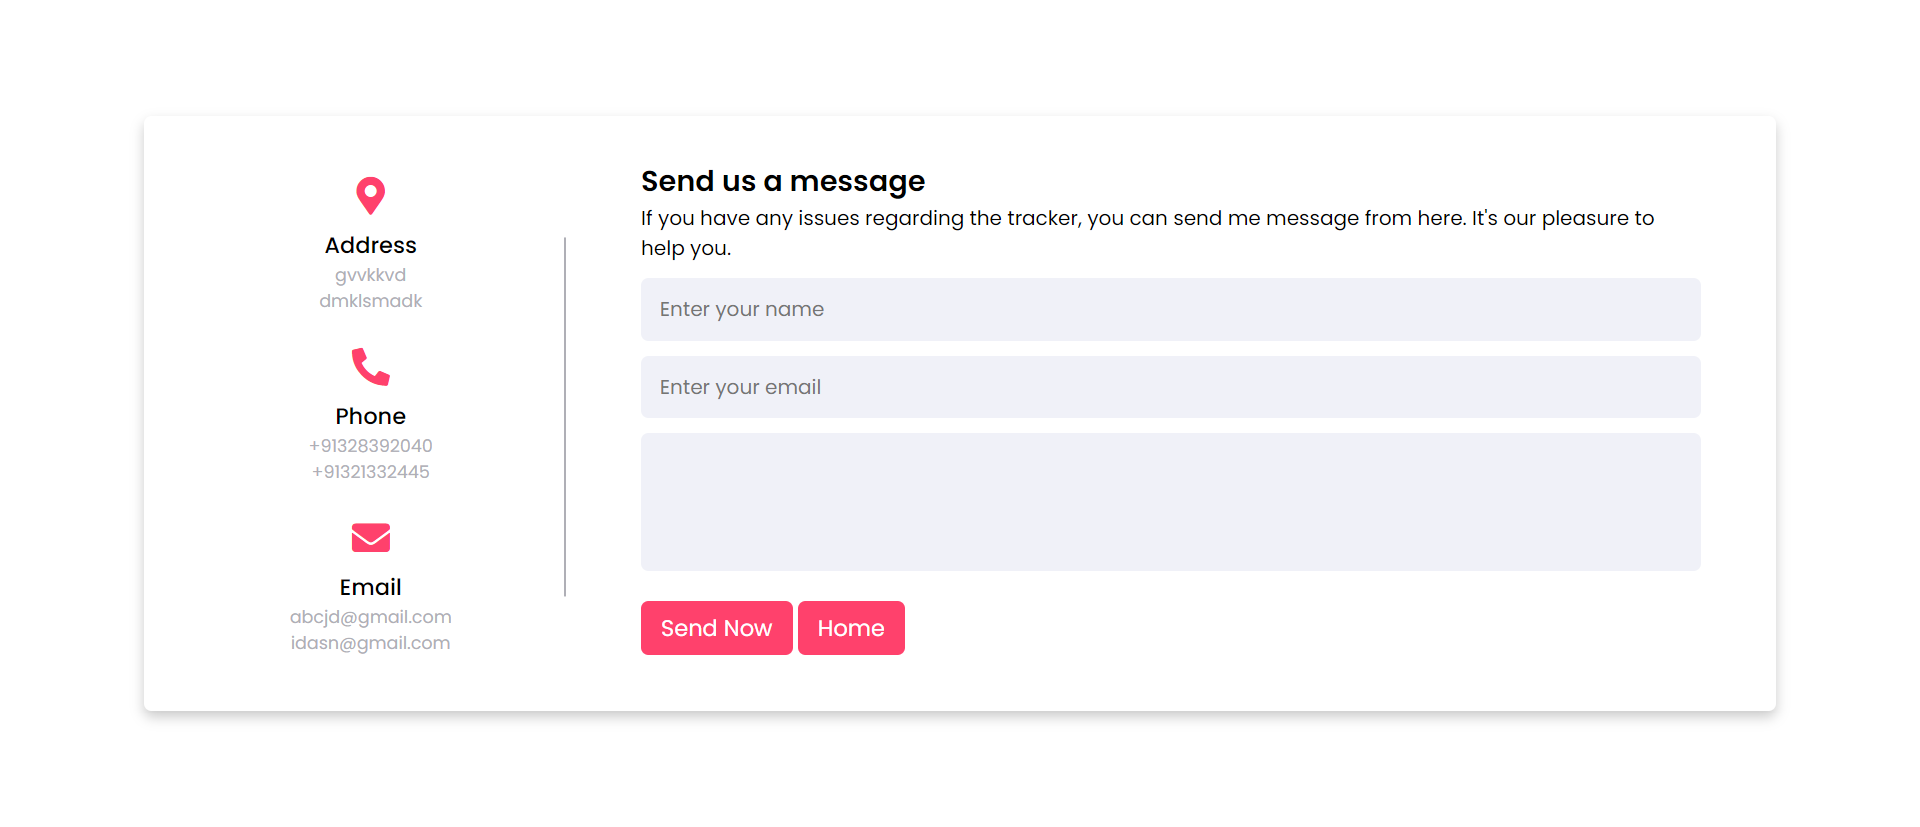 Address
gvvkkvd
dmklsmadk
Phone
+91328392040
+91321332445
Email
abcjd@gmail.com
idasn@gmail.com
Send us a message
If you have any issues regarding the tracker, you can send me message from here. It's our pleasure to
help you.
Enter your name
Enter your email
Send Now
Home